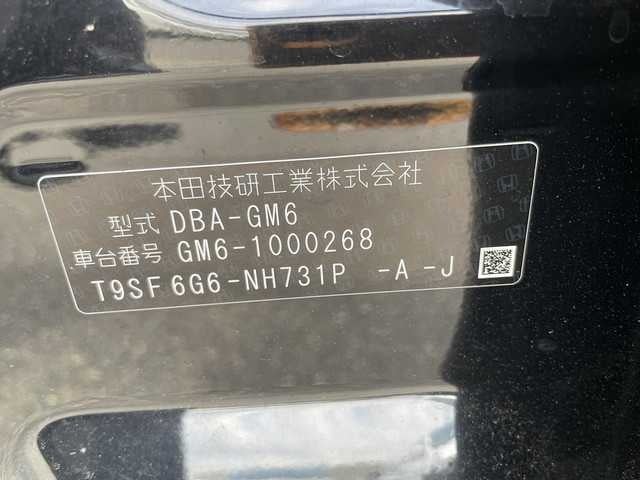 本田技研工業株式会社
型式 DBA-GM6
車台番号 GM6-1000268
T9SF6G6-NH731P -A -J